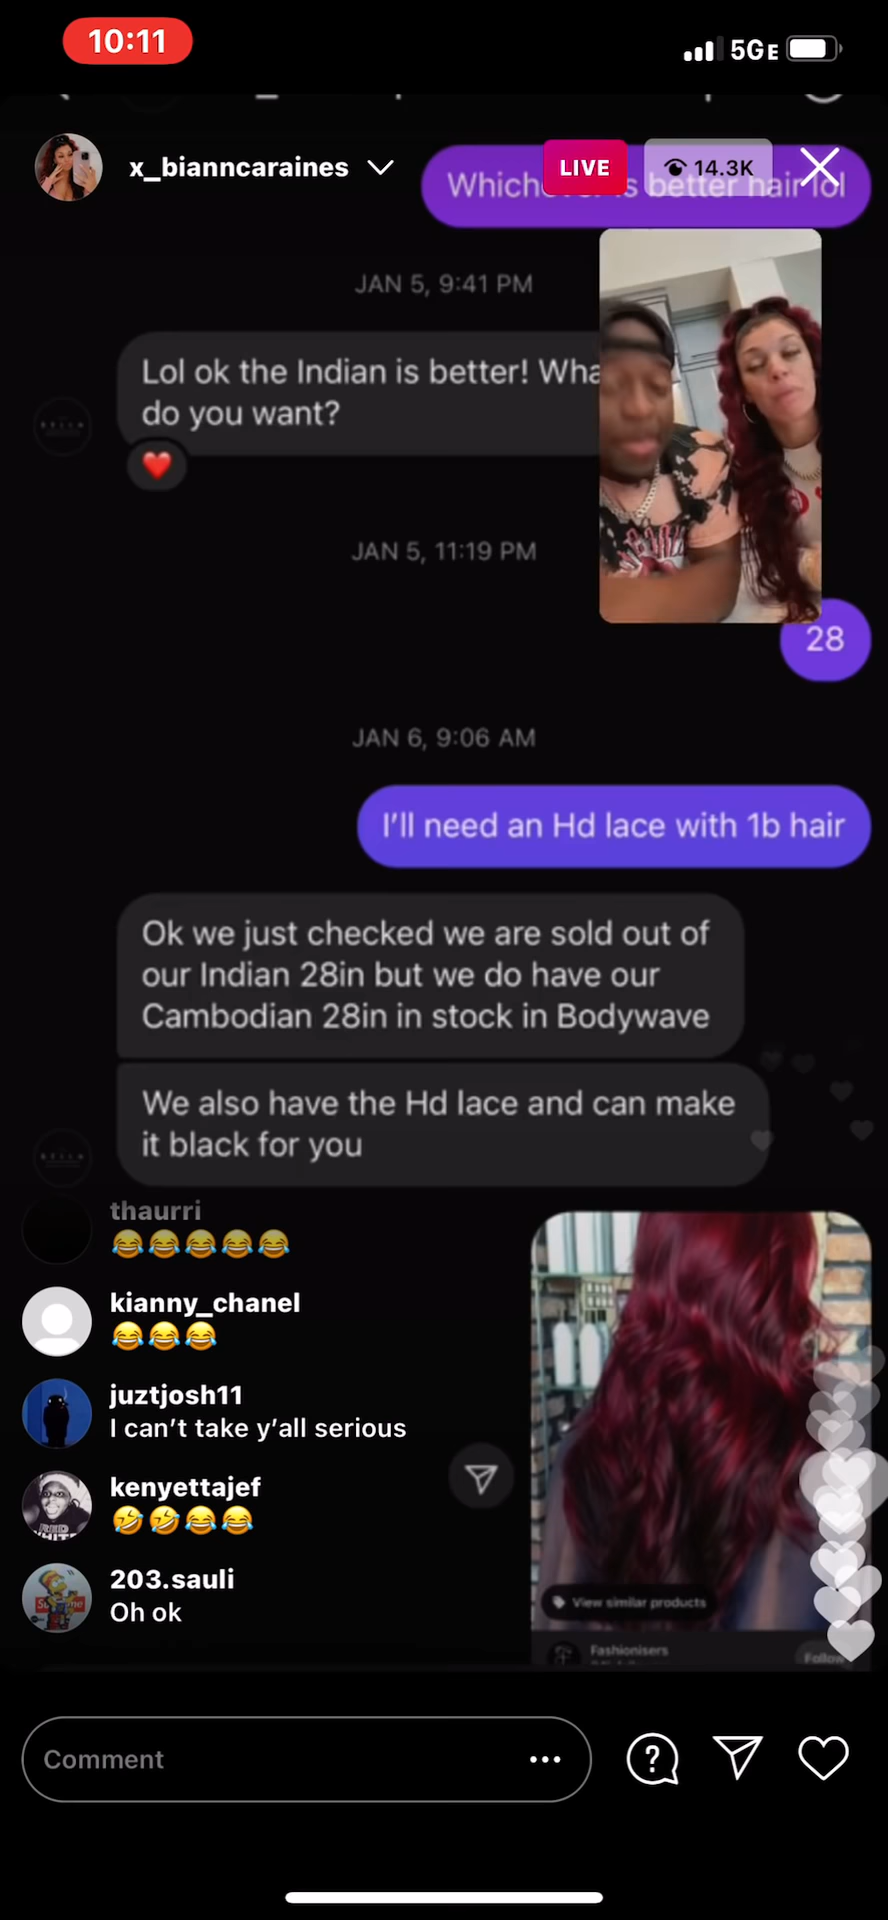 10:11
5GE
x_bianncaraines
LIVE
14.3K
better hair lol
JAN 5, 9:41 PM
Lol ok the Indian is better!
do you want?
❤️
JAN 5, 11:19 PM
28
JAN 6, 9:06 AM
I'll need an Hd lace with 1b hair
Ok we just checked we are sold out of
our Indian 28in but we do have our
Cambodian 28in in stock in Bodywave
We also have the Hd lace and can make
it black for you
thaurri
😂😂😂😂😂
kianny_chanel
😂😂😂
juztjosh11
I can't take y'all serious
kenyettajef
🤣🤣😂😂
203.sauli
Oh ok
View similar products
Fashionisers
Follow
Comment